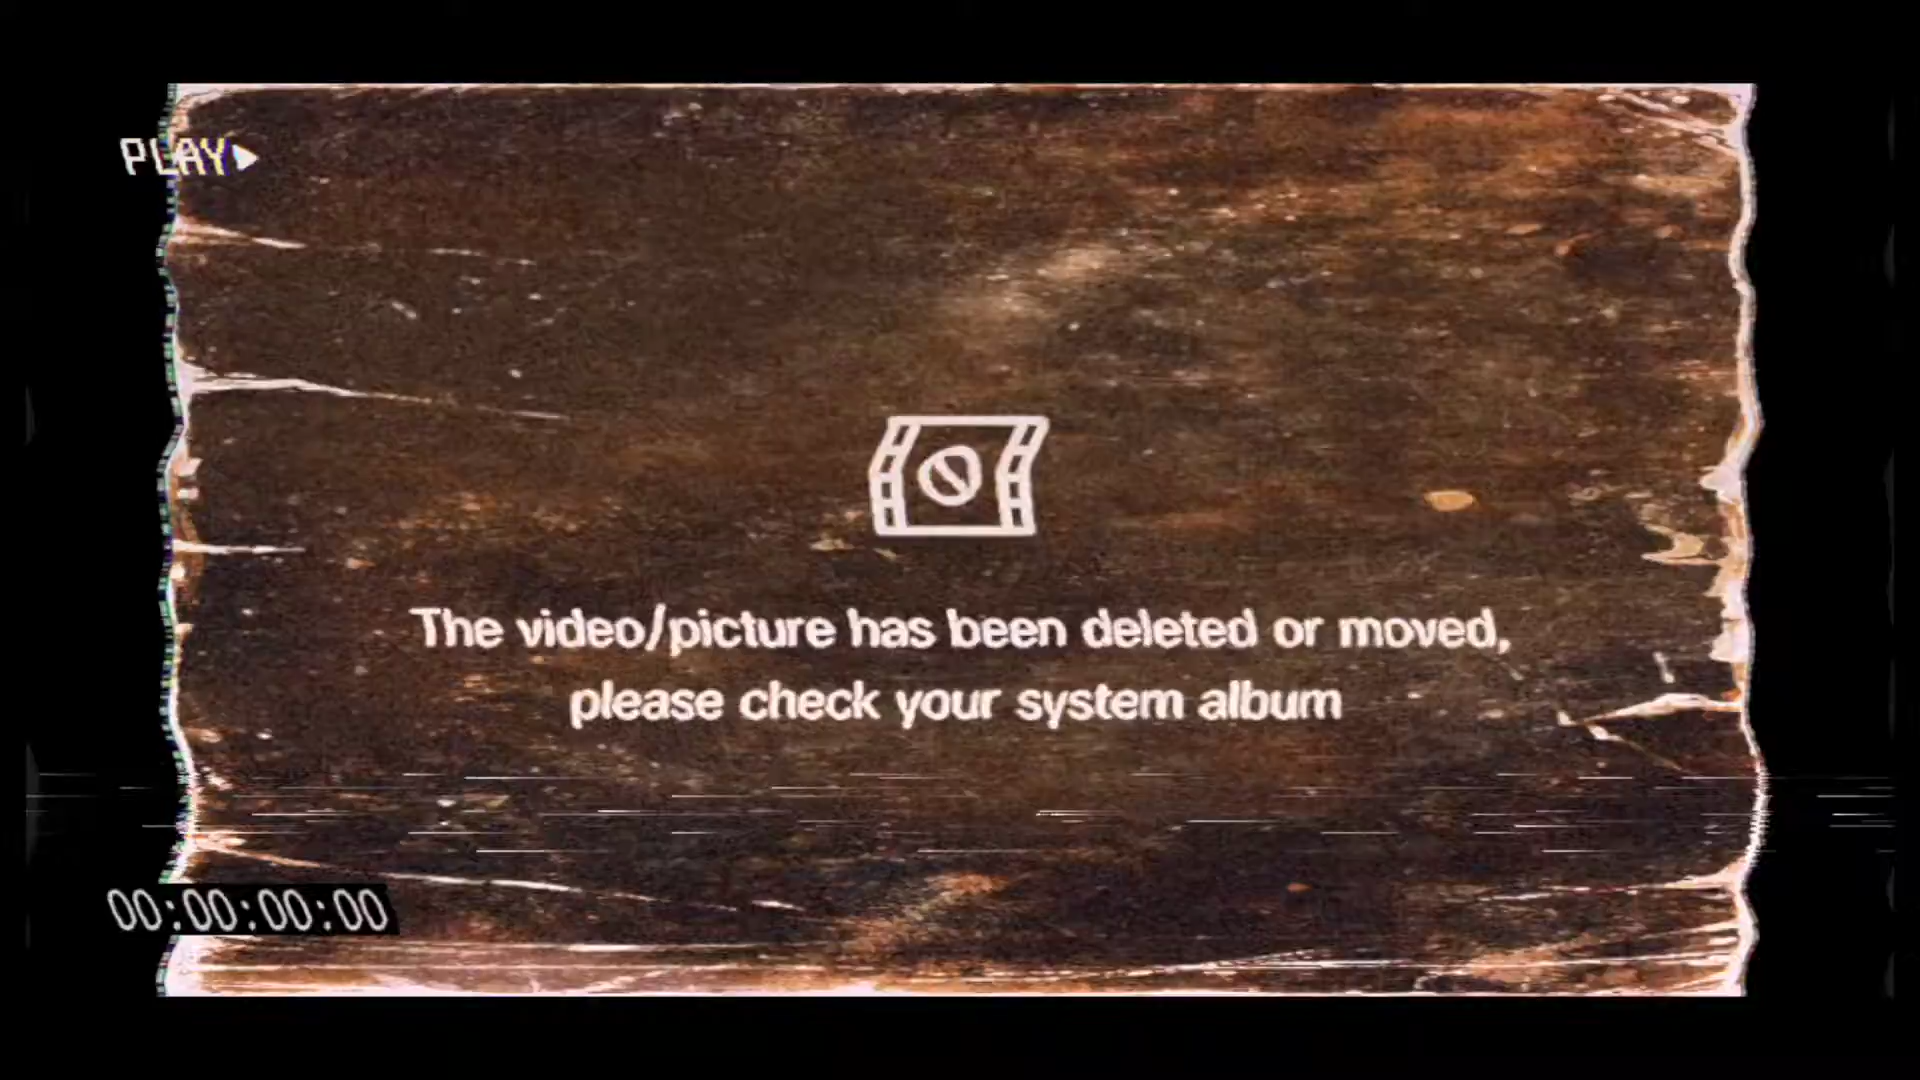 PLAY
The video/picture has been deleted or moved,
please check your system album
00:00:00:00